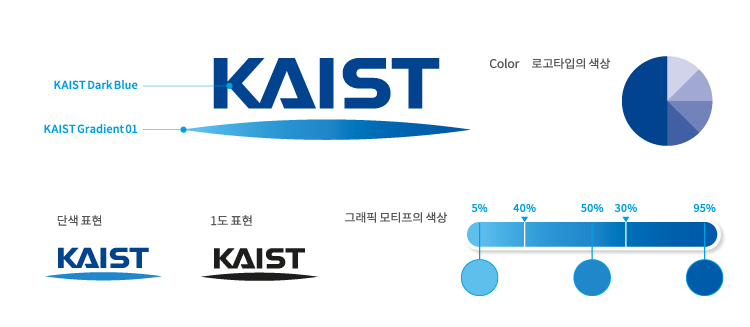 KAIST
KAIST Dark Blue
KAIST Gradient 01
Color 로고타입의 색상
단색 표현
KAIST
1도 표현
KAIST
그래픽 모티프의 색상
5% 40% 50% 30% 95%